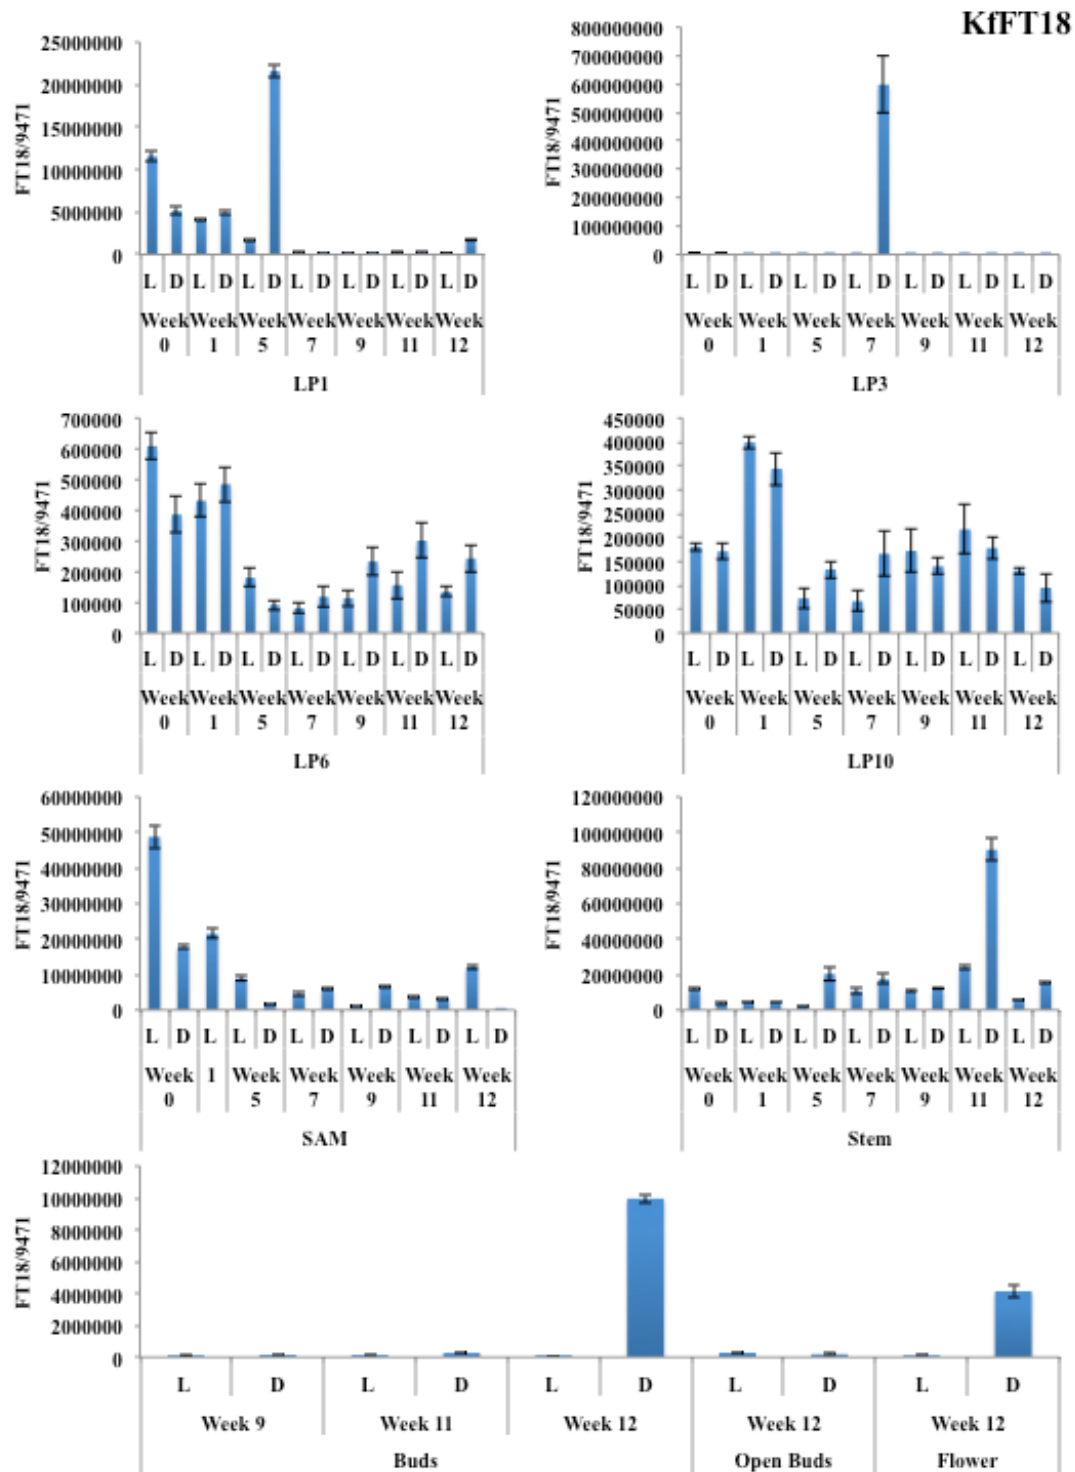 KfFT18
FT18/9471
25000000
20000000
15000000
10000000
5000000
0
L D L D L D L D L D L D L D
Week Week Week Week Week Week Week
0 1 5 7 9 11 12
LP1
FT18/9471
800000000
700000000
600000000
500000000
400000000
300000000
200000000
100000000
0
L D L D L D L D L D L D L D
Week Week Week Week Week Week Week
0 1 5 7 9 11 12
LP3
FT18/9471
700000
600000
500000
400000
300000
200000
100000
0
L D L D L D L D L D L D L D
Week Week Week Week Week Week Week
0 1 5 7 9 11 12
LP6
FT18/9471
450000
400000
350000
300000
250000
200000
150000
100000
50000
0
L D L D L D L D L D L D L D
Week Week Week Week Week Week Week
0 1 5 7 9 11 12
LP10
FT18/9471
60000000
50000000
40000000
30000000
20000000
10000000
0
L D L L D L D L D L D L D
Week 1 Week Week Week Week Week
0 5 7 9 11 12
SAM
FT18/9471
120000000
100000000
80000000
60000000
40000000
20000000
0
L D L D L D L D L D L D L D
Week Week Week Week Week Week Week
0 1 5 7 9 11 12
Stem
FT18/9471
12000000
10000000
8000000
6000000
4000000
2000000
0
L D L D L D L D L D
Week 9 Week 11 Week 12 Week 12 Week 12
Buds Open Buds Flower